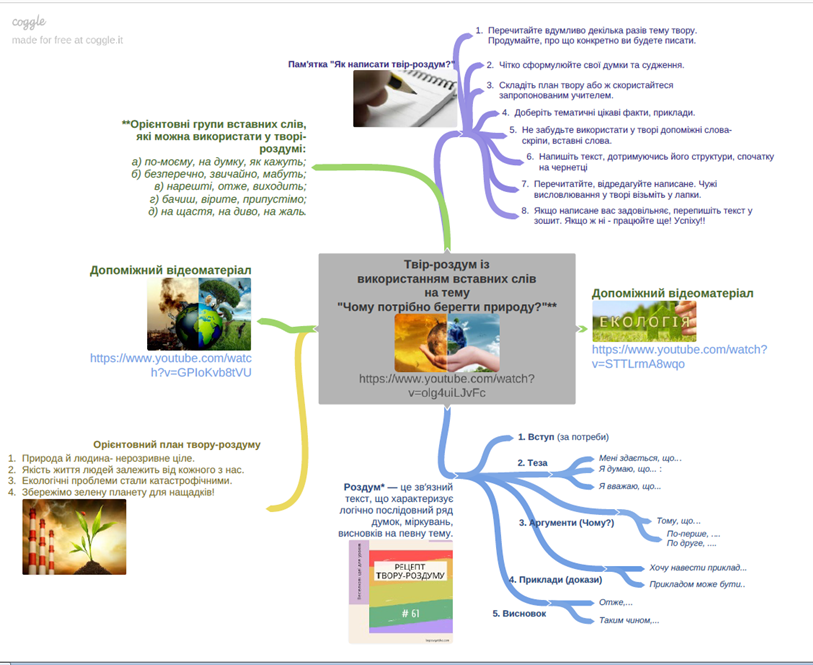 coggle
made for free at coggle.it
1. Перечитайте вдумливо декілька разів тему твору.
Продумайте, про що конкретно ви будете писати.
Пам'ятка "Як написати твір-роздум?"
2. Чітко сформулюйте свої думки та судження.
3. Складіть план твору або ж скористайтеся
запропонованим учителем.
4. Доберіть тематичні цікаві факти, приклади.
5. Не забудьте використати у творі допоміжні слова-
скріпи, вставні слова.
6. Напишіть текст, дотримуючись його структури, спочатку
на чернетці
7. Перечитатйте, відредагуйте написане. Чужі
висловлювання у творі візьміть у лапки.
8. Якщо написане вас задовільняє, перепишіть текст у
зошит. Якщо ж ні - працюйте ще! Успіху!!
**Орієнтовні групи вставних слів,
які можна використати у творі-
роздумі:
а) по-моєму, на думку, як кажуть;
б) безперечно, звичайно, мабуть;
в) нарешті, отже, виходить;
г) бачиш, вірите, припустімо;
д) на щастя, на диво, на жаль.
Твір-роздум із
використанням вставних слів
на тему
"Чому потрібно берегти природу?"**
https://www.youtube.com/watch?
v=olg4uiLJvFc
Допоміжний відеоматеріал
https://www.youtube.com/watc
h?v=GPIoKvb8tVU
Допоміжний відеоматеріал
ЕКОЛОГІЯ
https://www.youtube.com/watch?
v=STTLrmA8wqo
Орієнтовний план твору-роздуму
1. Природа й людина- нерозривне ціле.
2. Якість життя людей залежить від кожного з нас.
3. Екологічні проблеми стали катастрофічними.
4. Збережімо зелену планету для нащадків!
Роздум* — це зв'язний
текст, що характеризує
логічно послідовний ряд
думок, міркувань,
висновків на певну тему.
РЕЦЕПТ
ТВОРУ-РОЗДУМУ
# 61
1. Вступ (за потреби)
2. Теза
Мені здається, що...
Я думаю, що... :
Я вважаю, що...
3. Аргументи (Чому?)
Тому, що...
По-перше, ....
По друге, ....
4. Приклади (докази)
Хочу навести приклад...
Прикладом може бути..
5. Висновок
Отже,...
Таким чином,...